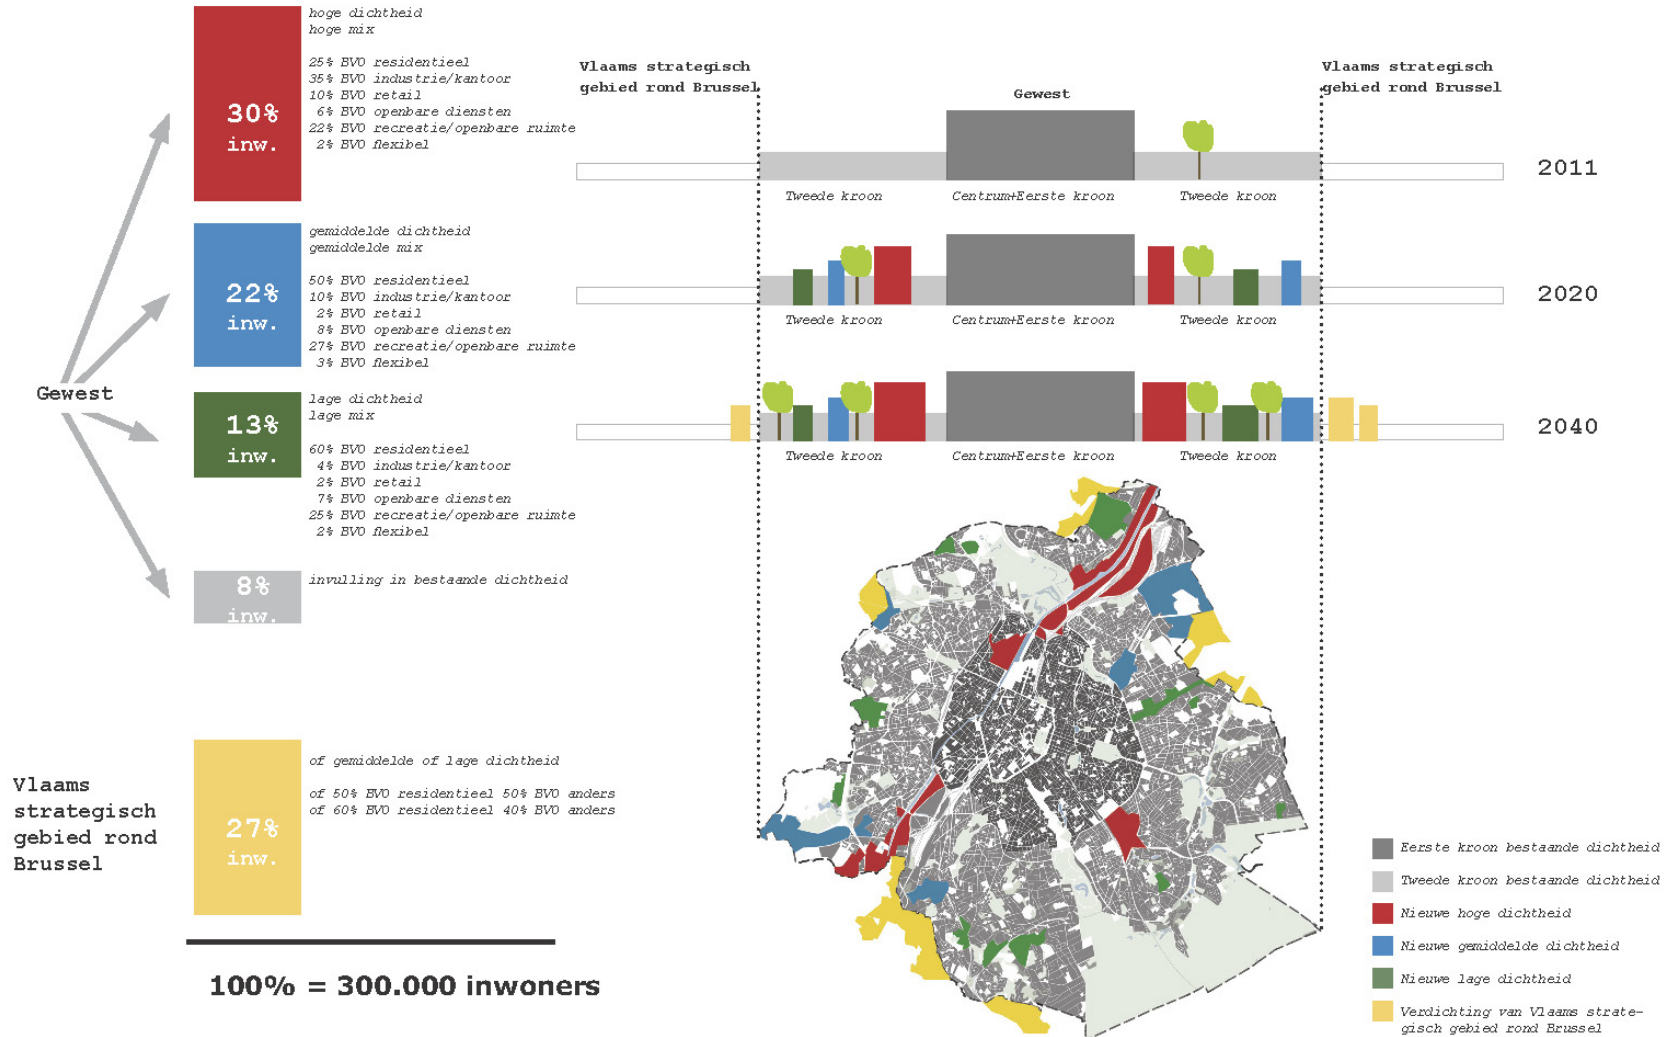 hoge dichtheid
hoge mix
25% BVO residentieel
35% BVO industrie/kantoor
10% BVO retail
6% BVO openbare diensten
22% BVO recreatie/openbare ruimte
2% BVO flexibel
30%
inw.
gemiddelde dichtheid
gemiddelde mix
50% BVO residentieel
10% BVO industrie/kantoor
2% BVO retail
8% BVO openbare diensten
27% BVO recreatie/openbare ruimte
3% BVO flexibel
22%
inw.
Gewest
lage dichtheid
lage mix
60% BVO residentieel
4% BVO industrie/kantoor
2% BVO retail
7% BVO openbare diensten
25% BVO recreatie/openbare ruimte
2% BVO flexibel
13%
inw.
8%
inw.
invulling in bestaande dichtheid
Vlaams
strategisch
gebied rond
Brussel
27%
inw.
of gemiddelde of lage dichtheid
of 50% BVO residentieel 50% BVO anders
of 60% BVO residentieel 40% BVO anders
100% = 300.000 inwoners
Vlaams strategisch
gebied rond Brussel
Gewest
Vlaams strategisch
gebied rond Brussel
2011
Tweede kroon
Centrum+Eerste kroon
Tweede kroon
2020
Tweede kroon
Centrum+Eerste kroon
Tweede kroon
2040
Tweede kroon
Centrum+Eerste kroon
Tweede kroon
Eerste kroon bestaande dichtheid
Tweede kroon bestaande dichtheid
Nieuwe hoge dichtheid
Nieuwe gemiddelde dichtheid
Nieuwe lage dichtheid
Verdichting van Vlaams strate-
gisch gebied rond Brussel